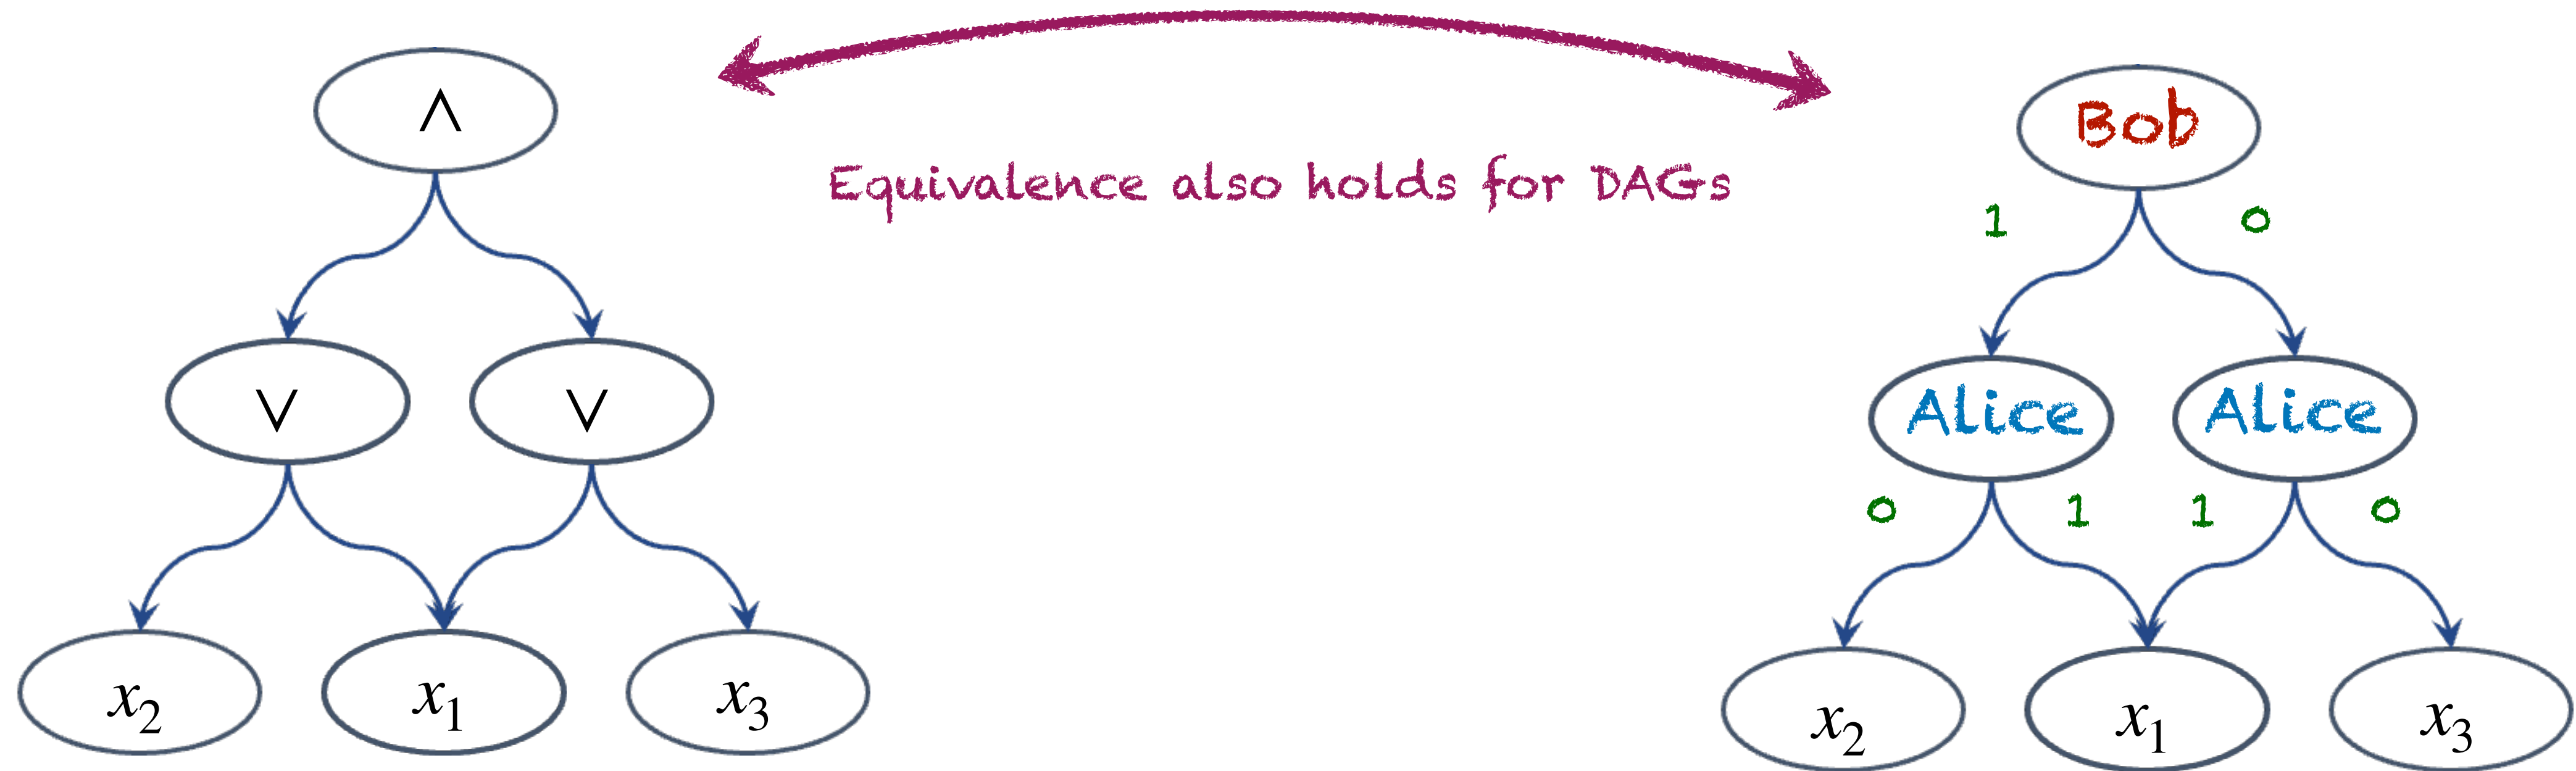 ∧
Bob
Equivalence also holds for DAGs
1 0
∨ ∨
Alice Alice
0 1 1 0
x₂ x₁ x₃
x₂ x₁ x₃